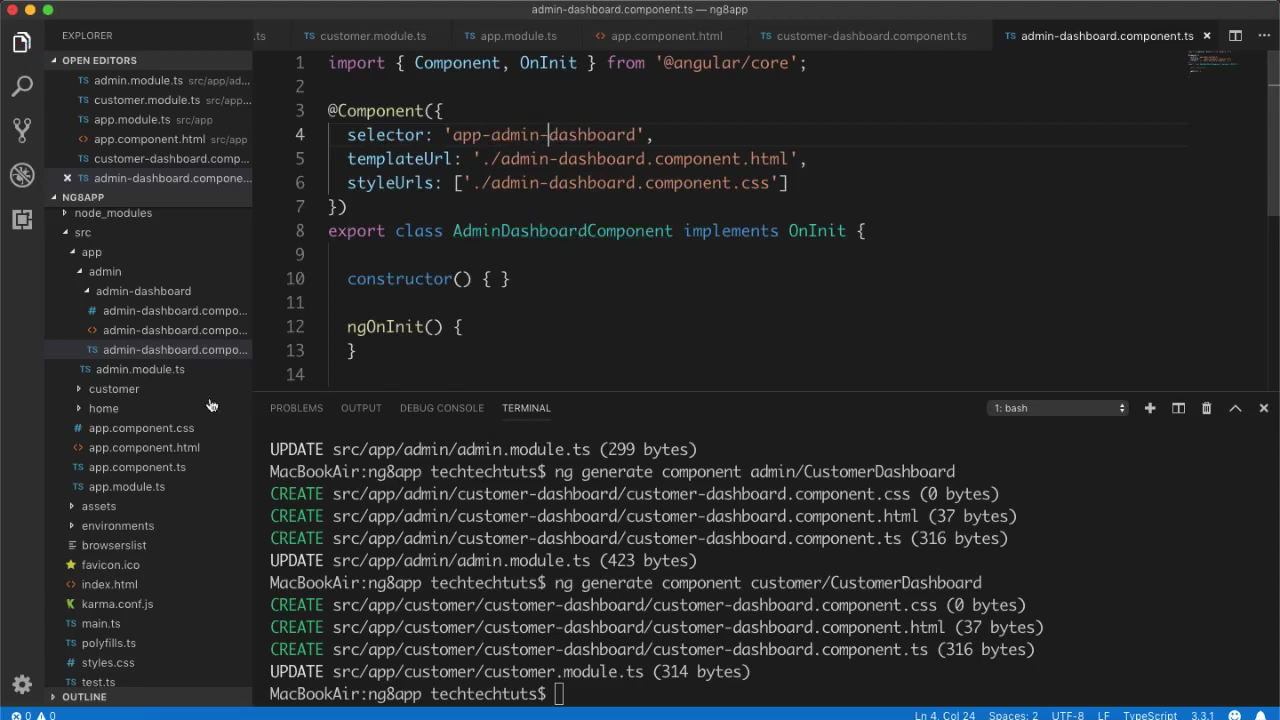 admin-dashboard.component.ts — ng8app
EXPLORER
.ts
customer.module.ts
app.module.ts
app.component.html
customer-dashboard.component.ts
admin-dashboard.component.ts
OPEN EDITORS
admin.module.ts src/app/ad...
customer.module.ts src/app...
app.module.ts src/app
app.component.html src/app
customer-dashboard.comp...
admin-dashboard.compone...
NG8APP
node_modules
src
app
admin
admin-dashboard
admin-dashboard.compo...
admin-dashboard.compo...
TS admin-dashboard.compo...
TS admin.module.ts
customer
home
# app.component.css
<> app.component.html
TS app.component.ts
TS app.module.ts
assets
environments
browserslist
favicon.ico
<> index.html
karma.conf.js
TS main.ts
TS polyfills.ts
# styles.css
TS test.ts
OUTLINE
1 import { Component, OnInit } from '@angular/core';
2
3 @Component({
4 selector: 'app-admin-dashboard',
5 templateUrl: './admin-dashboard.component.html',
6 styleUrls: ['./admin-dashboard.component.css']
7 })
8 export class AdminDashboardComponent implements OnInit {
9
10 constructor() { }
11
12 ngOnInit() {
13 }
14
PROBLEMS OUTPUT DEBUG CONSOLE TERMINAL 1: bash
UPDATE src/app/admin/admin.module.ts (299 bytes)
MacBookAir:ng8app techtechtuts$ ng generate component admin/CustomerDashboard
CREATE src/app/admin/customer-dashboard/customer-dashboard.component.css (0 bytes)
CREATE src/app/admin/customer-dashboard/customer-dashboard.component.html (37 bytes)
CREATE src/app/admin/customer-dashboard/customer-dashboard.component.ts (316 bytes)
UPDATE src/app/admin/admin.module.ts (423 bytes)
MacBookAir:ng8app techtechtuts$ ng generate component customer/CustomerDashboard
CREATE src/app/customer/customer-dashboard/customer-dashboard.component.css (0 bytes)
CREATE src/app/customer/customer-dashboard/customer-dashboard.component.html (37 bytes)
CREATE src/app/customer/customer-dashboard/customer-dashboard.component.ts (316 bytes)
UPDATE src/app/customer/customer.module.ts (314 bytes)
MacBookAir:ng8app techtechtuts$
0 0 Ln 4, Col 24 Spaces: 2 UTF-8 LF TypeScript 3.3.1